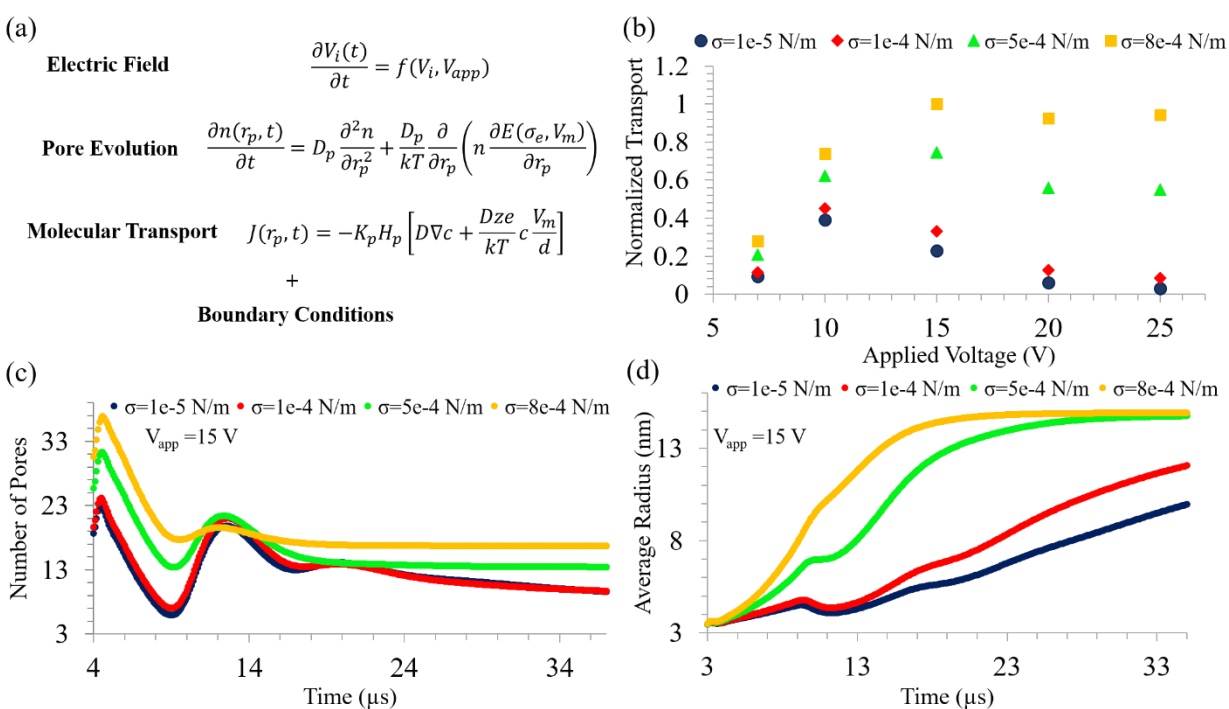 (a)
Electric Field ∂V_i(t)/∂t = f(V_i, V_app)
Pore Evolution ∂n(r_p, t)/∂t = D_p ∂²n/∂r_p² + D_p/kT ∂/∂r_p (n ∂E(σ_e, V_m)/∂r_p)
Molecular Transport J(r_p, t) = −K_p H_p [D∇c + Dze/kT c V_m/d]
+
Boundary Conditions
(b)
σ=1e-5 N/m σ=1e-4 N/m σ=5e-4 N/m σ=8e-4 N/m
Normalized Transport
1.2
1
0.8
0.6
0.4
0.2
0
5 10 15 20 25
Applied Voltage (V)
(c)
σ=1e-5 N/m σ=1e-4 N/m σ=5e-4 N/m σ=8e-4 N/m
V_app =15 V
Number of Pores
33
23
13
3
4 14 24 34
Time (µs)
(d)
σ=1e-5 N/m σ=1e-4 N/m σ=5e-4 N/m σ=8e-4 N/m
V_app =15 V
Average Radius (nm)
13
8
3
3 13 23 33
Time (µs)